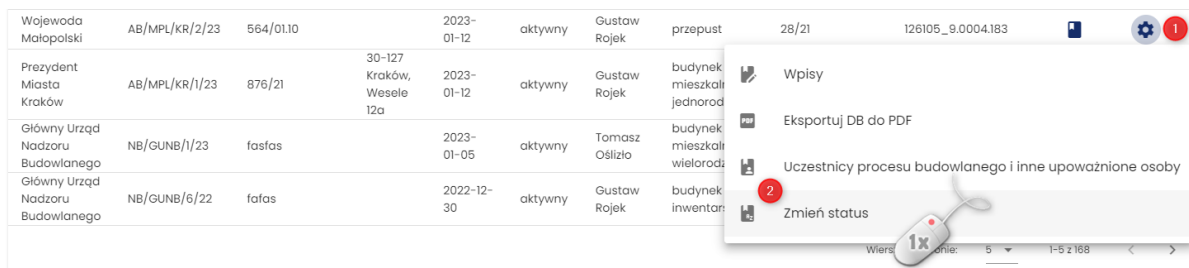 Wojewoda
Małopolski AB/MPL/KR/2/23 564/01.10 2023-
01-12 aktywny Gustaw
Rojek przepust 28/21 126105_9.0004.183 1
Prezydent
Miasta
Kraków AB/MPL/KR/1/23 876/21 30-127
Kraków,
Wesele
12a 2023-
01-12 aktywny Gustaw
Rojek budynek
Główny Urząd
Nadzoru
Budowlanego NB/GUNB/1/23 fasfas 2023-
01-05 aktywny Tomasz
Oślizło budynek
Główny Urząd
Nadzoru
Budowlanego NB/GUNB/6/22 fafas 2022-12-
30 aktywny Gustaw
Rojek budynek
Wpisy
PDF Eksportuj DB do PDF
Uczestnicy procesu budowlanego i inne upoważnione osoby
2 Zmień status
1x
5 1-5 z 168